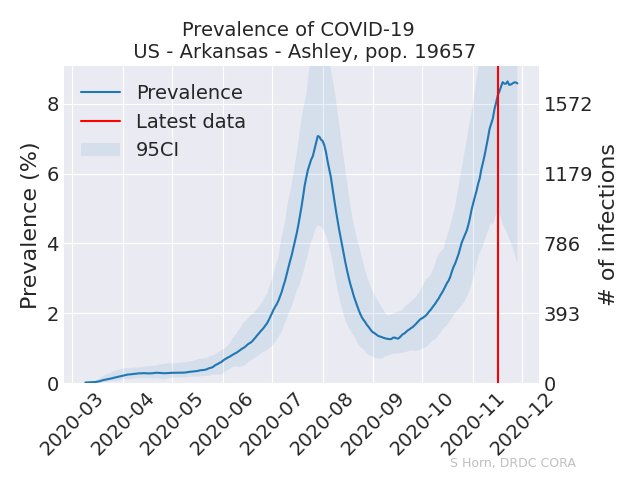 Prevalence of COVID-19
US - Arkansas - Ashley, pop. 19657
Prevalence
Latest data
95CI
Prevalence (%)
8
6
4
2
0
1572
1179
786
393
0
# of infections
2020-03
2020-04
2020-05
2020-06
2020-07
2020-08
2020-09
2020-10
2020-11
2020-12
S Horn, DRDC CORA